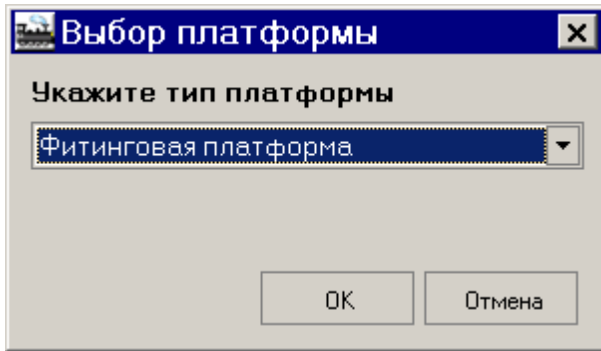 Выбор платформы
Укажите тип платформы
Фитинговая платформа
OK
Отмена